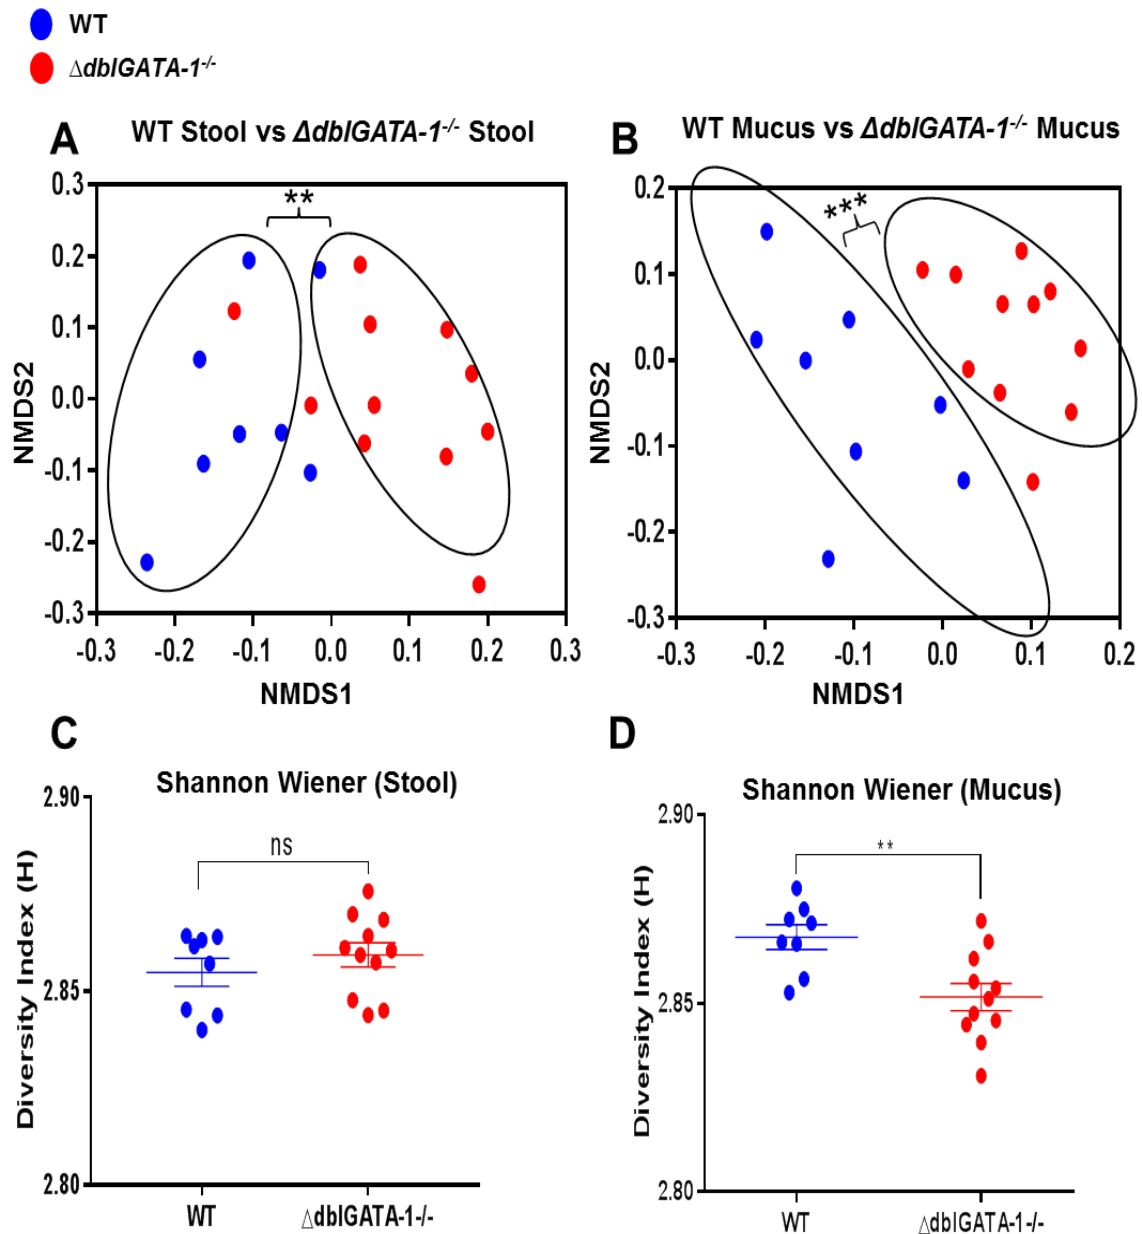 WT
ΔdblGATA-1-/-
A
WT Stool vs ΔdblGATA-1-/- Stool
B
WT Mucus vs ΔdblGATA-1-/- Mucus
**
0.3
0.2
0.1
0.0
-0.1
-0.2
-0.3
NMDS2
-0.3 -0.2 -0.1 0.0 0.1 0.2 0.3
NMDS1
***
0.2
0.1
0.0
-0.1
-0.2
-0.3
NMDS2
-0.3 -0.2 -0.1 0.0 0.1 0.2
NMDS1
C
Shannon Wiener (Stool)
2.90
2.85
2.80
Diversity Index (H)
ns
WT ΔdblGATA-1-/-
D
Shannon Wiener (Mucus)
2.90
2.85
2.80
Diversity Index (H)
**
WT ΔdblGATA-1-/-